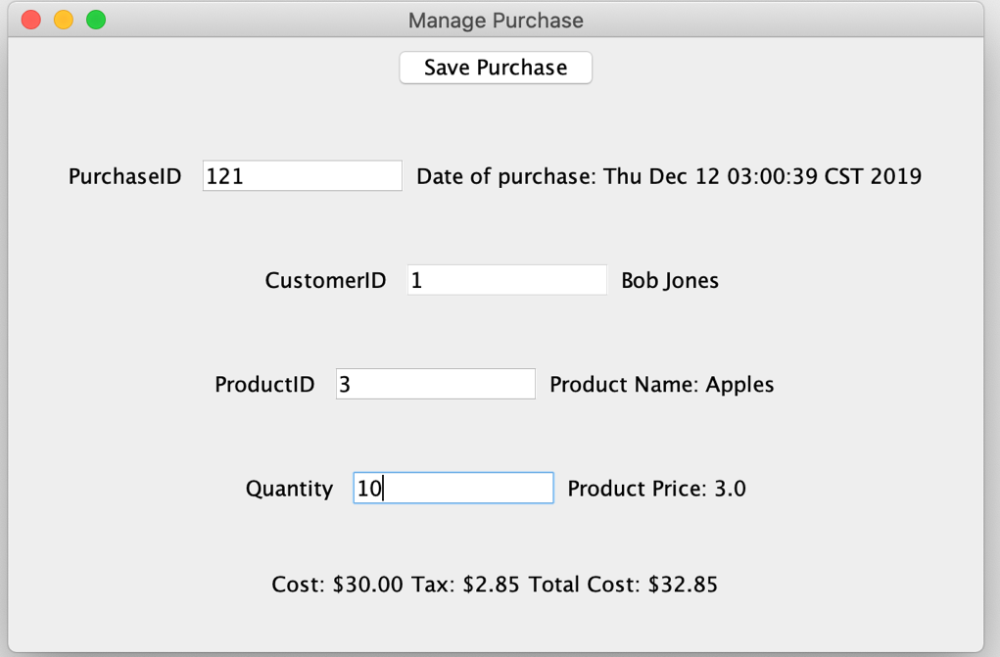 Manage Purchase
Save Purchase
PurchaseID 121 Date of purchase: Thu Dec 12 03:00:39 CST 2019
CustomerID 1 Bob Jones
ProductID 3 Product Name: Apples
Quantity 10 Product Price: 3.0
Cost: $30.00 Tax: $2.85 Total Cost: $32.85